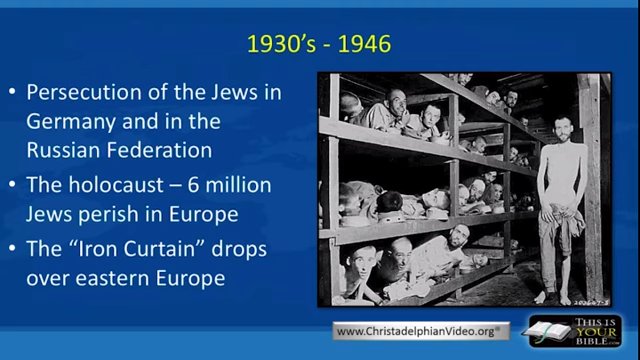 1930’s - 1946
• Persecution of the Jews in
Germany and in the
Russian Federation
• The holocaust – 6 million
Jews perish in Europe
• The “Iron Curtain” drops
over eastern Europe
www.ChristadelphianVideo.org®
THIS IS
YOUR
BIBLE.COM